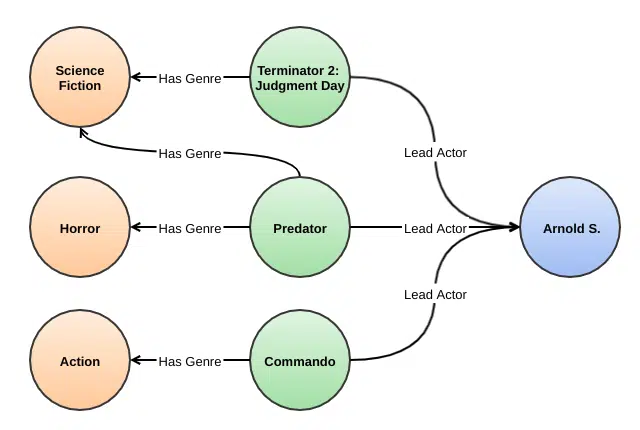 Science
Fiction
Has Genre
Terminator 2:
Judgment Day
Has Genre
Lead Actor
Horror
Has Genre
Predator
Lead Actor
Arnold S.
Lead Actor
Action
Has Genre
Commando